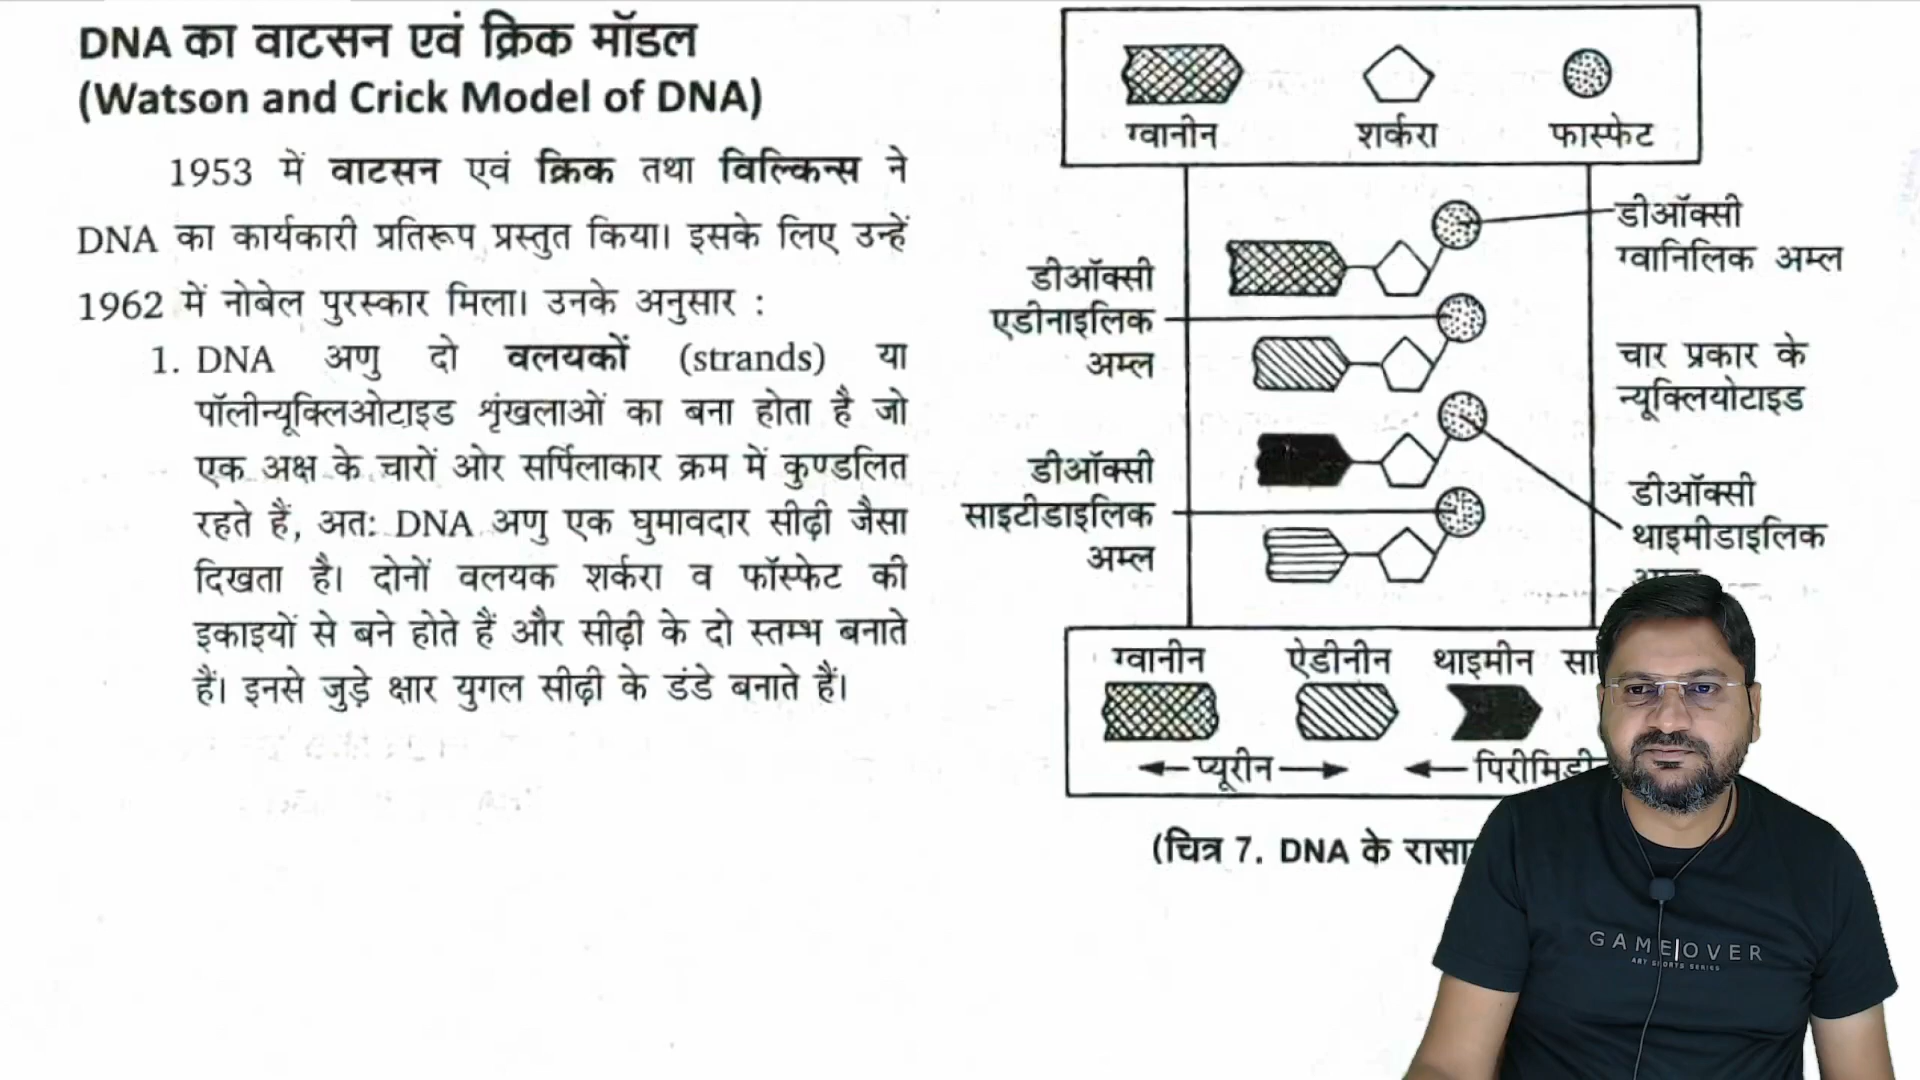 DNA का वाटसन एवं क्रिक मॉडल
(Watson and Crick Model of DNA)
1953 में वाटसन एवं क्रिक तथा विल्किन्स ने
DNA का कार्यकारी प्रतिरूप प्रस्तुत किया। इसके लिए उन्हें
1962 में नोबेल पुरस्कार मिला। उनके अनुसार :
1. DNA अणु दो वलयकों (strands) या
पॉलीन्यूक्लिओटाइड शृंखलाओं का बना होता है जो
एक अक्ष के चारों ओर सर्पिलाकार क्रम में कुण्डलित
रहते हैं, अतः DNA अणु एक घुमावदार सीढ़ी जैसा
दिखता है। दोनों वलयक शर्करा व फॉस्फेट की
इकाइयों से बने होते हैं और सीढ़ी के दो स्तम्भ बनाते
हैं। इनसे जुड़े क्षार युगल सीढ़ी के डंडे बनाते हैं।
ग्वानीन शर्करा फास्फेट
डीऑक्सी
ग्वानिलिक अम्ल
डीऑक्सी
एडीनाइलिक
अम्ल
चार प्रकार के
न्यूक्लियोटाइड
डीऑक्सी
साइटीडाइलिक
अम्ल
डीऑक्सी
थाइमीडाइलिक
ग्वानीन ऐडीनीन थाइमीन सा
प्यूरीन पिरीमिडी
(चित्र 7. DNA के रासा
GAME OVER
ART SPORTS SERIES